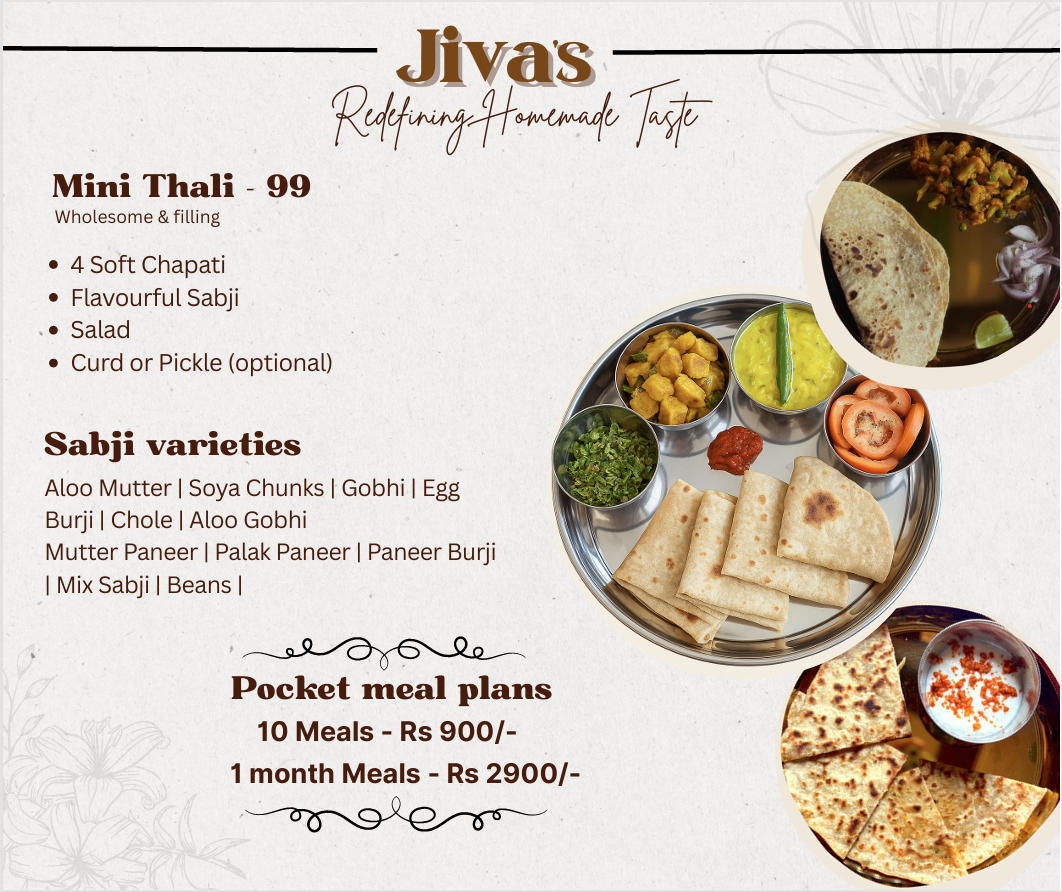 Jiva's
Redefining Homemade Taste
Mini Thali - 99
Wholesome & filling
• 4 Soft Chapati
• Flavourful Sabji
• Salad
• Curd or Pickle (optional)
Sabji varieties
Aloo Mutter | Soya Chunks | Gobhi | Egg
Burji | Chole | Aloo Gobhi
Mutter Paneer | Palak Paneer | Paneer Burji
| Mix Sabji | Beans |
Pocket meal plans
10 Meals - Rs 900/-
1 month Meals - Rs 2900/-